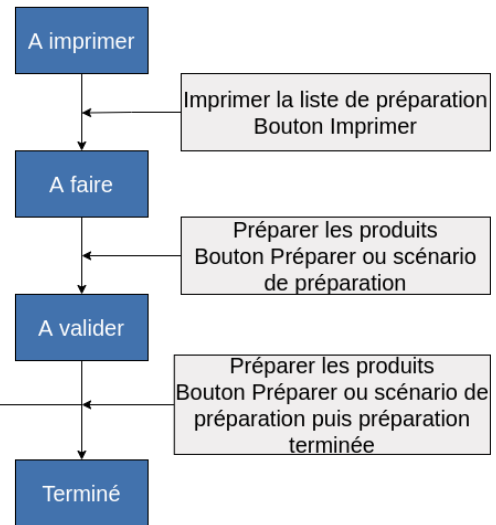 A imprimer
Imprimer la liste de préparation
Bouton Imprimer
A faire
Préparer les produits
Bouton Préparer ou scénario
de préparation
A valider
Préparer les produits
Bouton Préparer ou scénario de
préparation puis préparation
terminée
Terminé